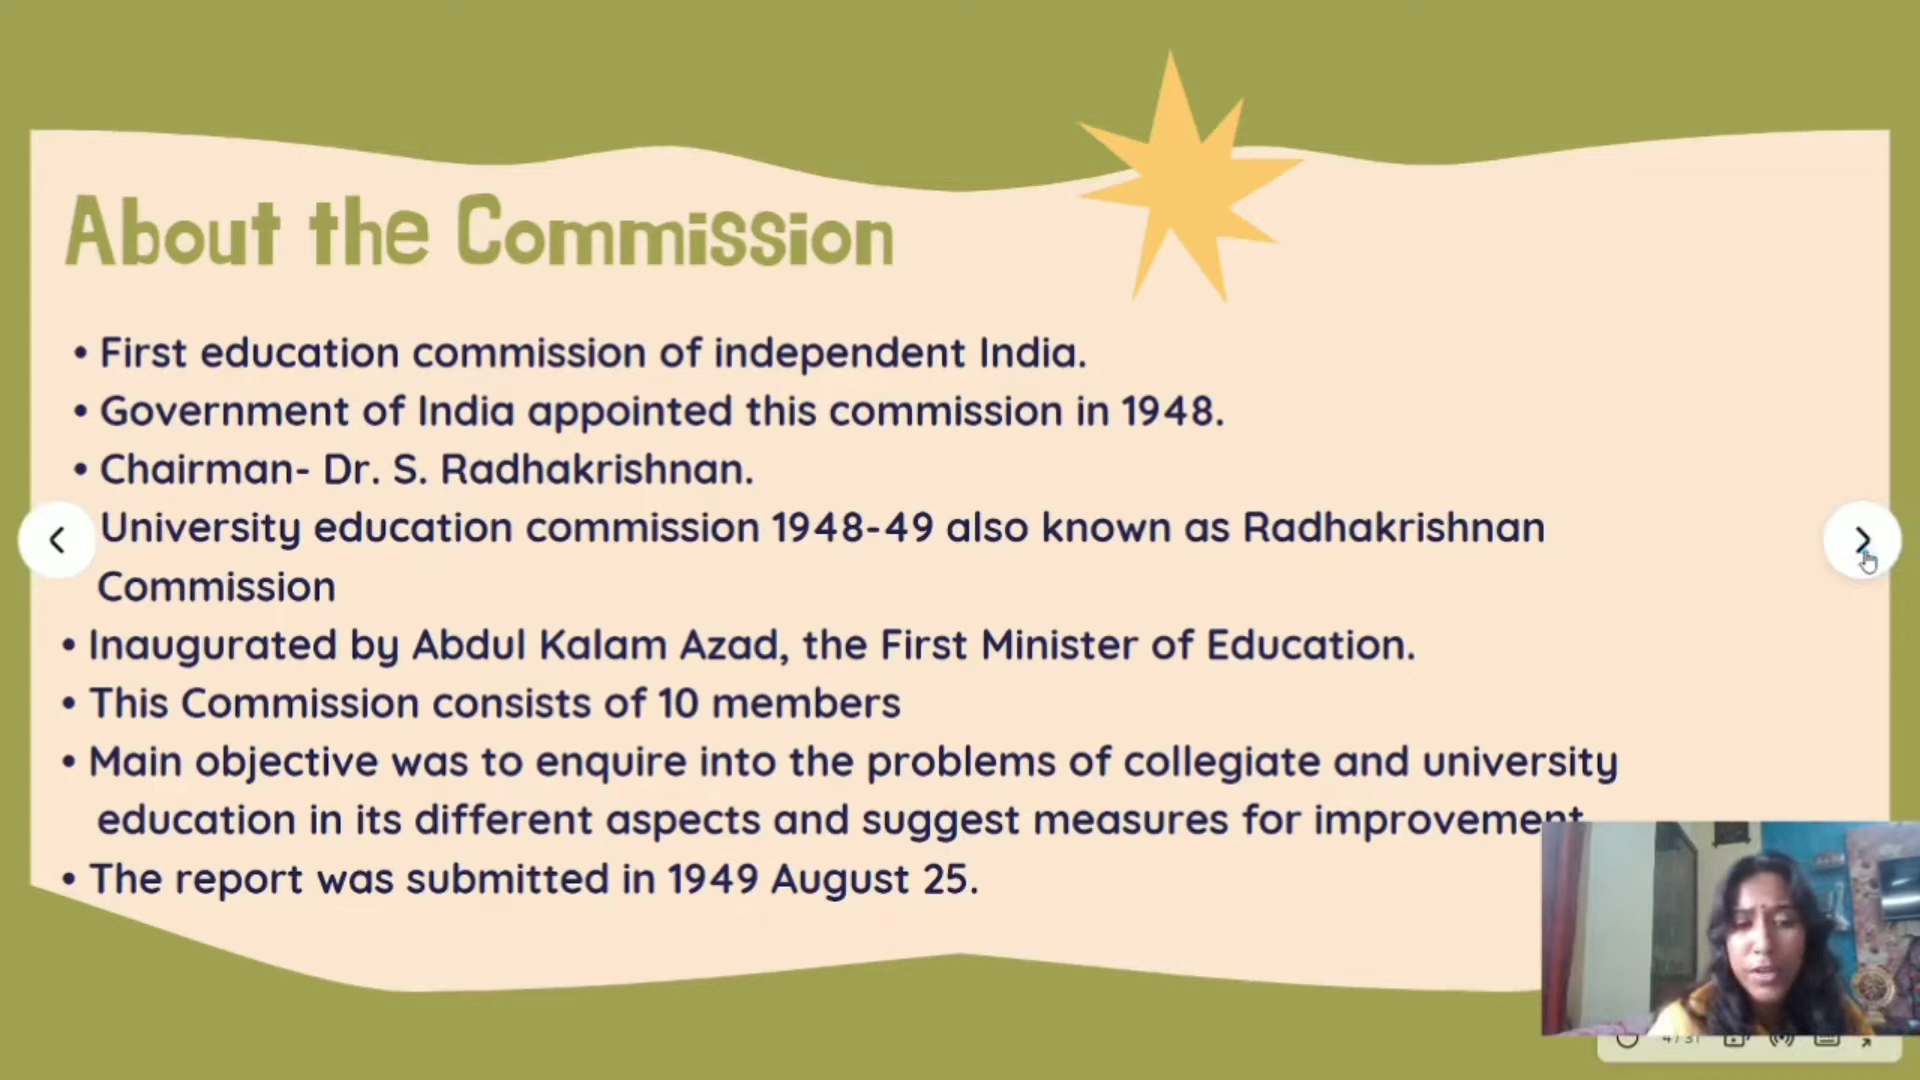 About the Commission
• First education commission of independent India.
• Government of India appointed this commission in 1948.
• Chairman- Dr. S. Radhakrishnan.
University education commission 1948-49 also known as Radhakrishnan
Commission
• Inaugurated by Abdul Kalam Azad, the First Minister of Education.
• This Commission consists of 10 members
• Main objective was to enquire into the problems of collegiate and university
education in its different aspects and suggest measures for improvement
• The report was submitted in 1949 August 25.